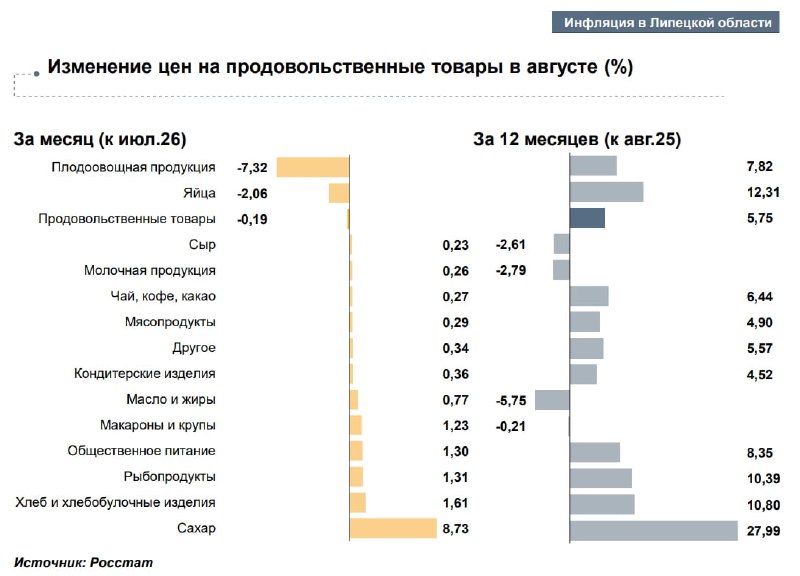 Инфляция в Липецкой области
Изменение цен на продовольственные товары в августе (%)
За месяц (к июл.26) За 12 месяцев (к авг.25)
Плодоовощная продукция -7,32 7,82
Яйца -2,06 12,31
Продовольственные товары -0,19 5,75
Сыр 0,23 -2,61
Молочная продукция 0,26 -2,79
Чай, кофе, какао 0,27 6,44
Мясопродукты 0,29 4,90
Другое 0,34 5,57
Кондитерские изделия 0,36 4,52
Масло и жиры 0,77 -5,75
Макароны и крупы 1,23 -0,21
Общественное питание 1,30 8,35
Рыбопродукты 1,31 10,39
Хлеб и хлебобулочные изделия 1,61 10,80
Сахар 8,73 27,99
Источник: Росстат